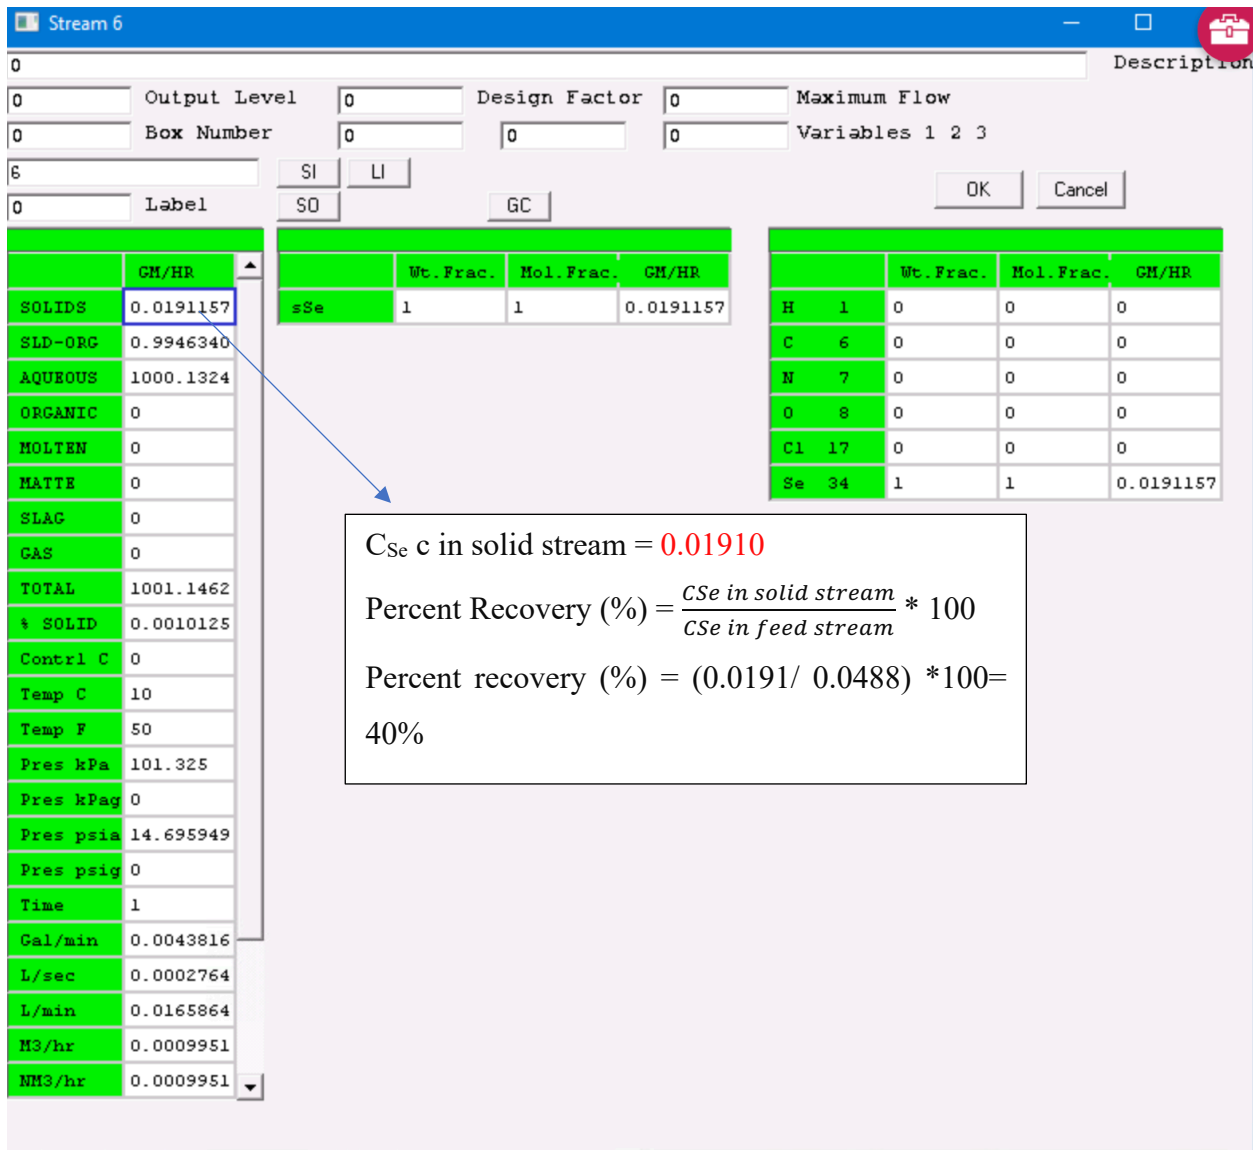 Stream 6
0 Description
0 Output Level 0 Design Factor 0 Maximum Flow
0 Box Number 0 0 0 Variables 1 2 3
6 SI LI OK Cancel
0 Label SO GC
GM/HR Wt.Frac. Mol.Frac. GM/HR Wt.Frac. Mol.Frac. GM/HR
SOLIDS 0.0191157 sSe 1 1 0.0191157 H 1 0 0 0
SLD-ORG 0.9946340 C 6 0 0 0
AQUEOUS 1000.1324 N 7 0 0 0
ORGANIC 0 O 8 0 0 0
MOLTEN 0 Cl 17 0 0 0
MATTE 0 Se 34 1 1 0.0191157
SLAG 0
GAS 0
TOTAL 1001.1462
% SOLID 0.0010125
Contrl C 0
Temp C 10
Temp F 50
Pres kPa 101.325
Pres kPag 0
Pres psia 14.695949
Pres psig 0
Time 1
Gal/min 0.0043816
L/sec 0.0002764
L/min 0.0165864
M3/hr 0.0009951
NM3/hr 0.0009951
CSe c in solid stream = 0.01910
Percent Recovery (%) = CSe in solid stream / CSe in feed stream * 100
Percent recovery (%) = (0.0191/ 0.0488) *100=
40%